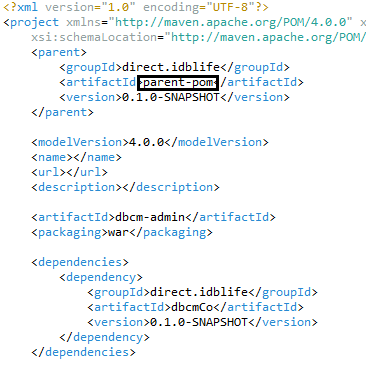 <?xml version="1.0" encoding="UTF-8"?>
<project xmlns="http://maven.apache.org/POM/4.0.0" x
xsi:schemaLocation="http://maven.apache.org/POM/
<parent>
<groupId>direct.idblife</groupId>
<artifactId>parent-pom</artifactId>
<version>0.1.0-SNAPSHOT</version>
</parent>
<modelVersion>4.0.0</modelVersion>
<name></name>
<url></url>
<description></description>
<artifactId>dbcm-admin</artifactId>
<packaging>war</packaging>
<dependencies>
<dependency>
<groupId>direct.idblife</groupId>
<artifactId>dbcmCo</artifactId>
<version>0.1.0-SNAPSHOT</version>
</dependency>
</dependencies>